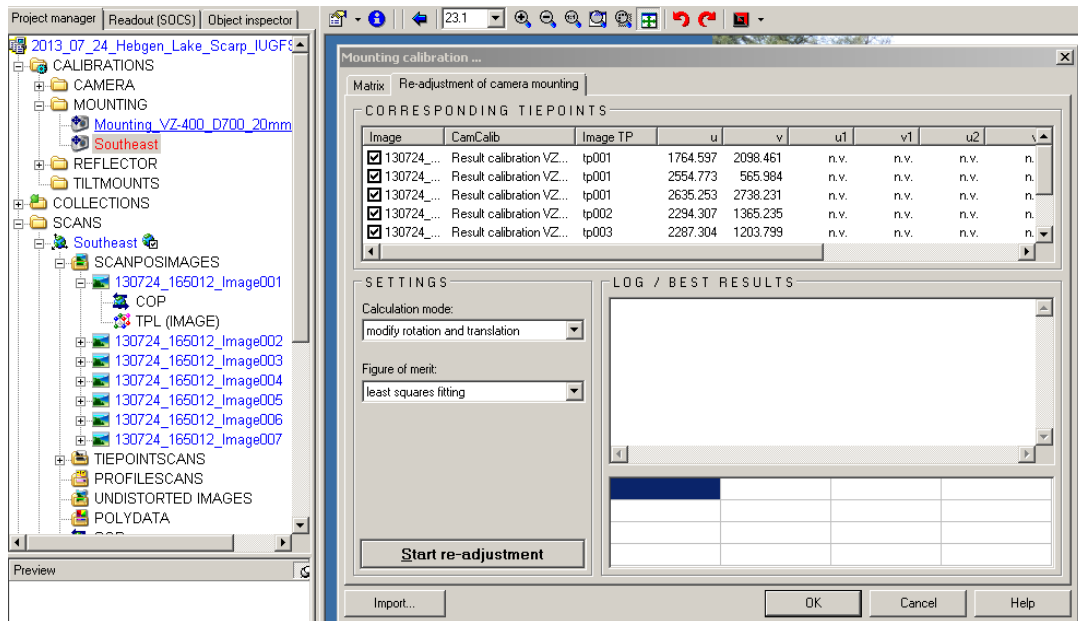 Project manager Readout (SOCS) Object inspector
23.1
2013_07_24_Hebgen_Lake_Scarp_IUGFS
CALIBRATIONS
CAMERA
MOUNTING
Mounting_VZ-400_D700_20mm
Southeast
REFLECTOR
TILTMOUNTS
COLLECTIONS
SCANS
Southeast
SCANPOSIMAGES
130724_165012_Image001
COP
TPL (IMAGE)
130724_165012_Image002
130724_165012_Image003
130724_165012_Image004
130724_165012_Image005
130724_165012_Image006
130724_165012_Image007
TIEPOINTSCANS
PROFILESCANS
UNDISTORTED IMAGES
POLYDATA
Preview
Mounting calibration ...
Matrix Re-adjustment of camera mounting
CORRESPONDING TIEPOINTS
Image CamCalib Image TP u v u1 v1 u2
130724_... Result calibration VZ... tp001 1764.597 2098.461 n.v. n.v. n.v. n.
130724_... Result calibration VZ... tp001 2554.773 565.984 n.v. n.v. n.v. n.
130724_... Result calibration VZ... tp001 2635.253 2738.231 n.v. n.v. n.v. n.
130724_... Result calibration VZ... tp002 2294.307 1365.235 n.v. n.v. n.v. n.
130724_... Result calibration VZ... tp003 2287.304 1203.799 n.v. n.v. n.v. n.
SETTINGS
Calculation mode:
modify rotation and translation
Figure of merit:
least squares fitting
Start re-adjustment
LOG / BEST RESULTS
Import... OK Cancel Help